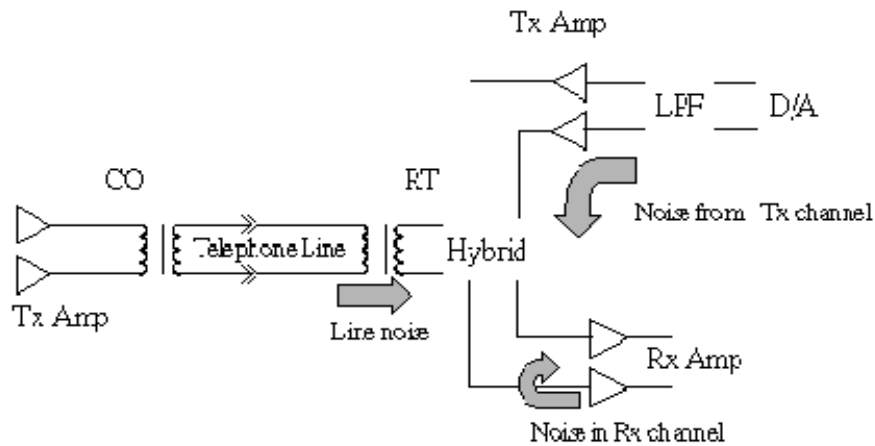 Tx Amp
LPF
D/A
CO
RT
Noise from Tx channel
Telephone Line
Hybrid
Tx Amp
Line noise
Rx Amp
Noise in Rx channel